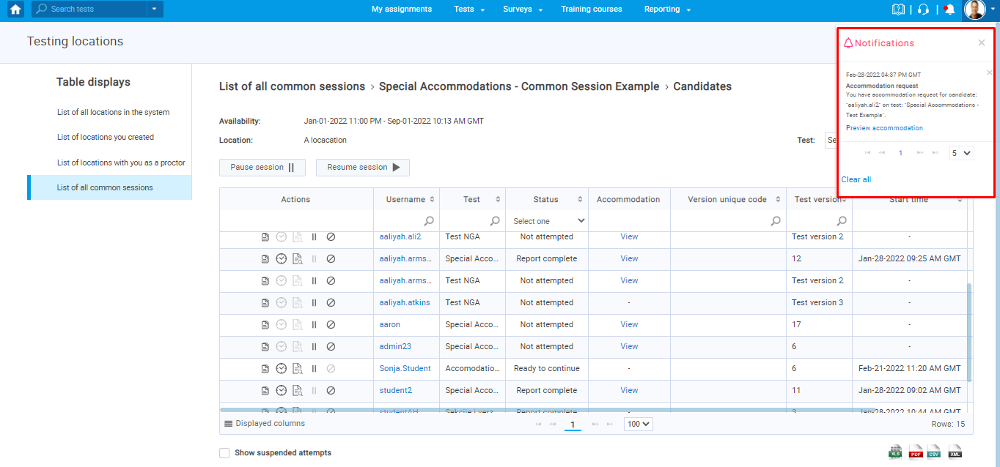 Search tests
My assignments
Tests
Surveys
Training courses
Reporting
Testing locations
Notifications
Feb-28-2022 04:37 PM GMT
Accommodation request
You have accommodation request for candidate:
"aaliyah.ali2" on test: "Special Accommodations -
Test Example".
Preview accommodation
1
5
Clear all
Table displays
List of all locations in the system
List of locations you created
List of locations with you as a proctor
List of all common sessions
List of all common sessions › Special Accommodations - Common Session Example › Candidates
Availability: Jan-01-2022 11:00 PM - Sep-01-2022 10:13 AM GMT
Location: A locacation
Test: Se
Pause session
Resume session
Actions Username Test Status Accommodation Version unique code Test version Start time
Select one
aaliyah.ali2 Test NGA Not attempted View Test version 2 -
aaliyah.arms... Special Acco... Report complete View 12 Jan-28-2022 09:25 AM GMT
aaliyah.arms... Test NGA Not attempted View Test version 2 -
aaliyah.atkins Test NGA Not attempted - Test version 3 -
aaron Special Acco... Not attempted View 17 -
admin23 Special Acco... Not attempted View 6 -
Sonja.Student Accomodatio... Ready to continue - 6 Feb-21-2022 11:20 AM GMT
student2 Special Acco... Report complete View 11 Jan-28-2022 09:02 AM GMT
studentAH Sekcije i verz... Report complete - 3 Jan-28-2022 10:44 AM GMT
Displayed columns
1
100
Rows: 15
Show suspended attempts
XLS PDF CSV XML